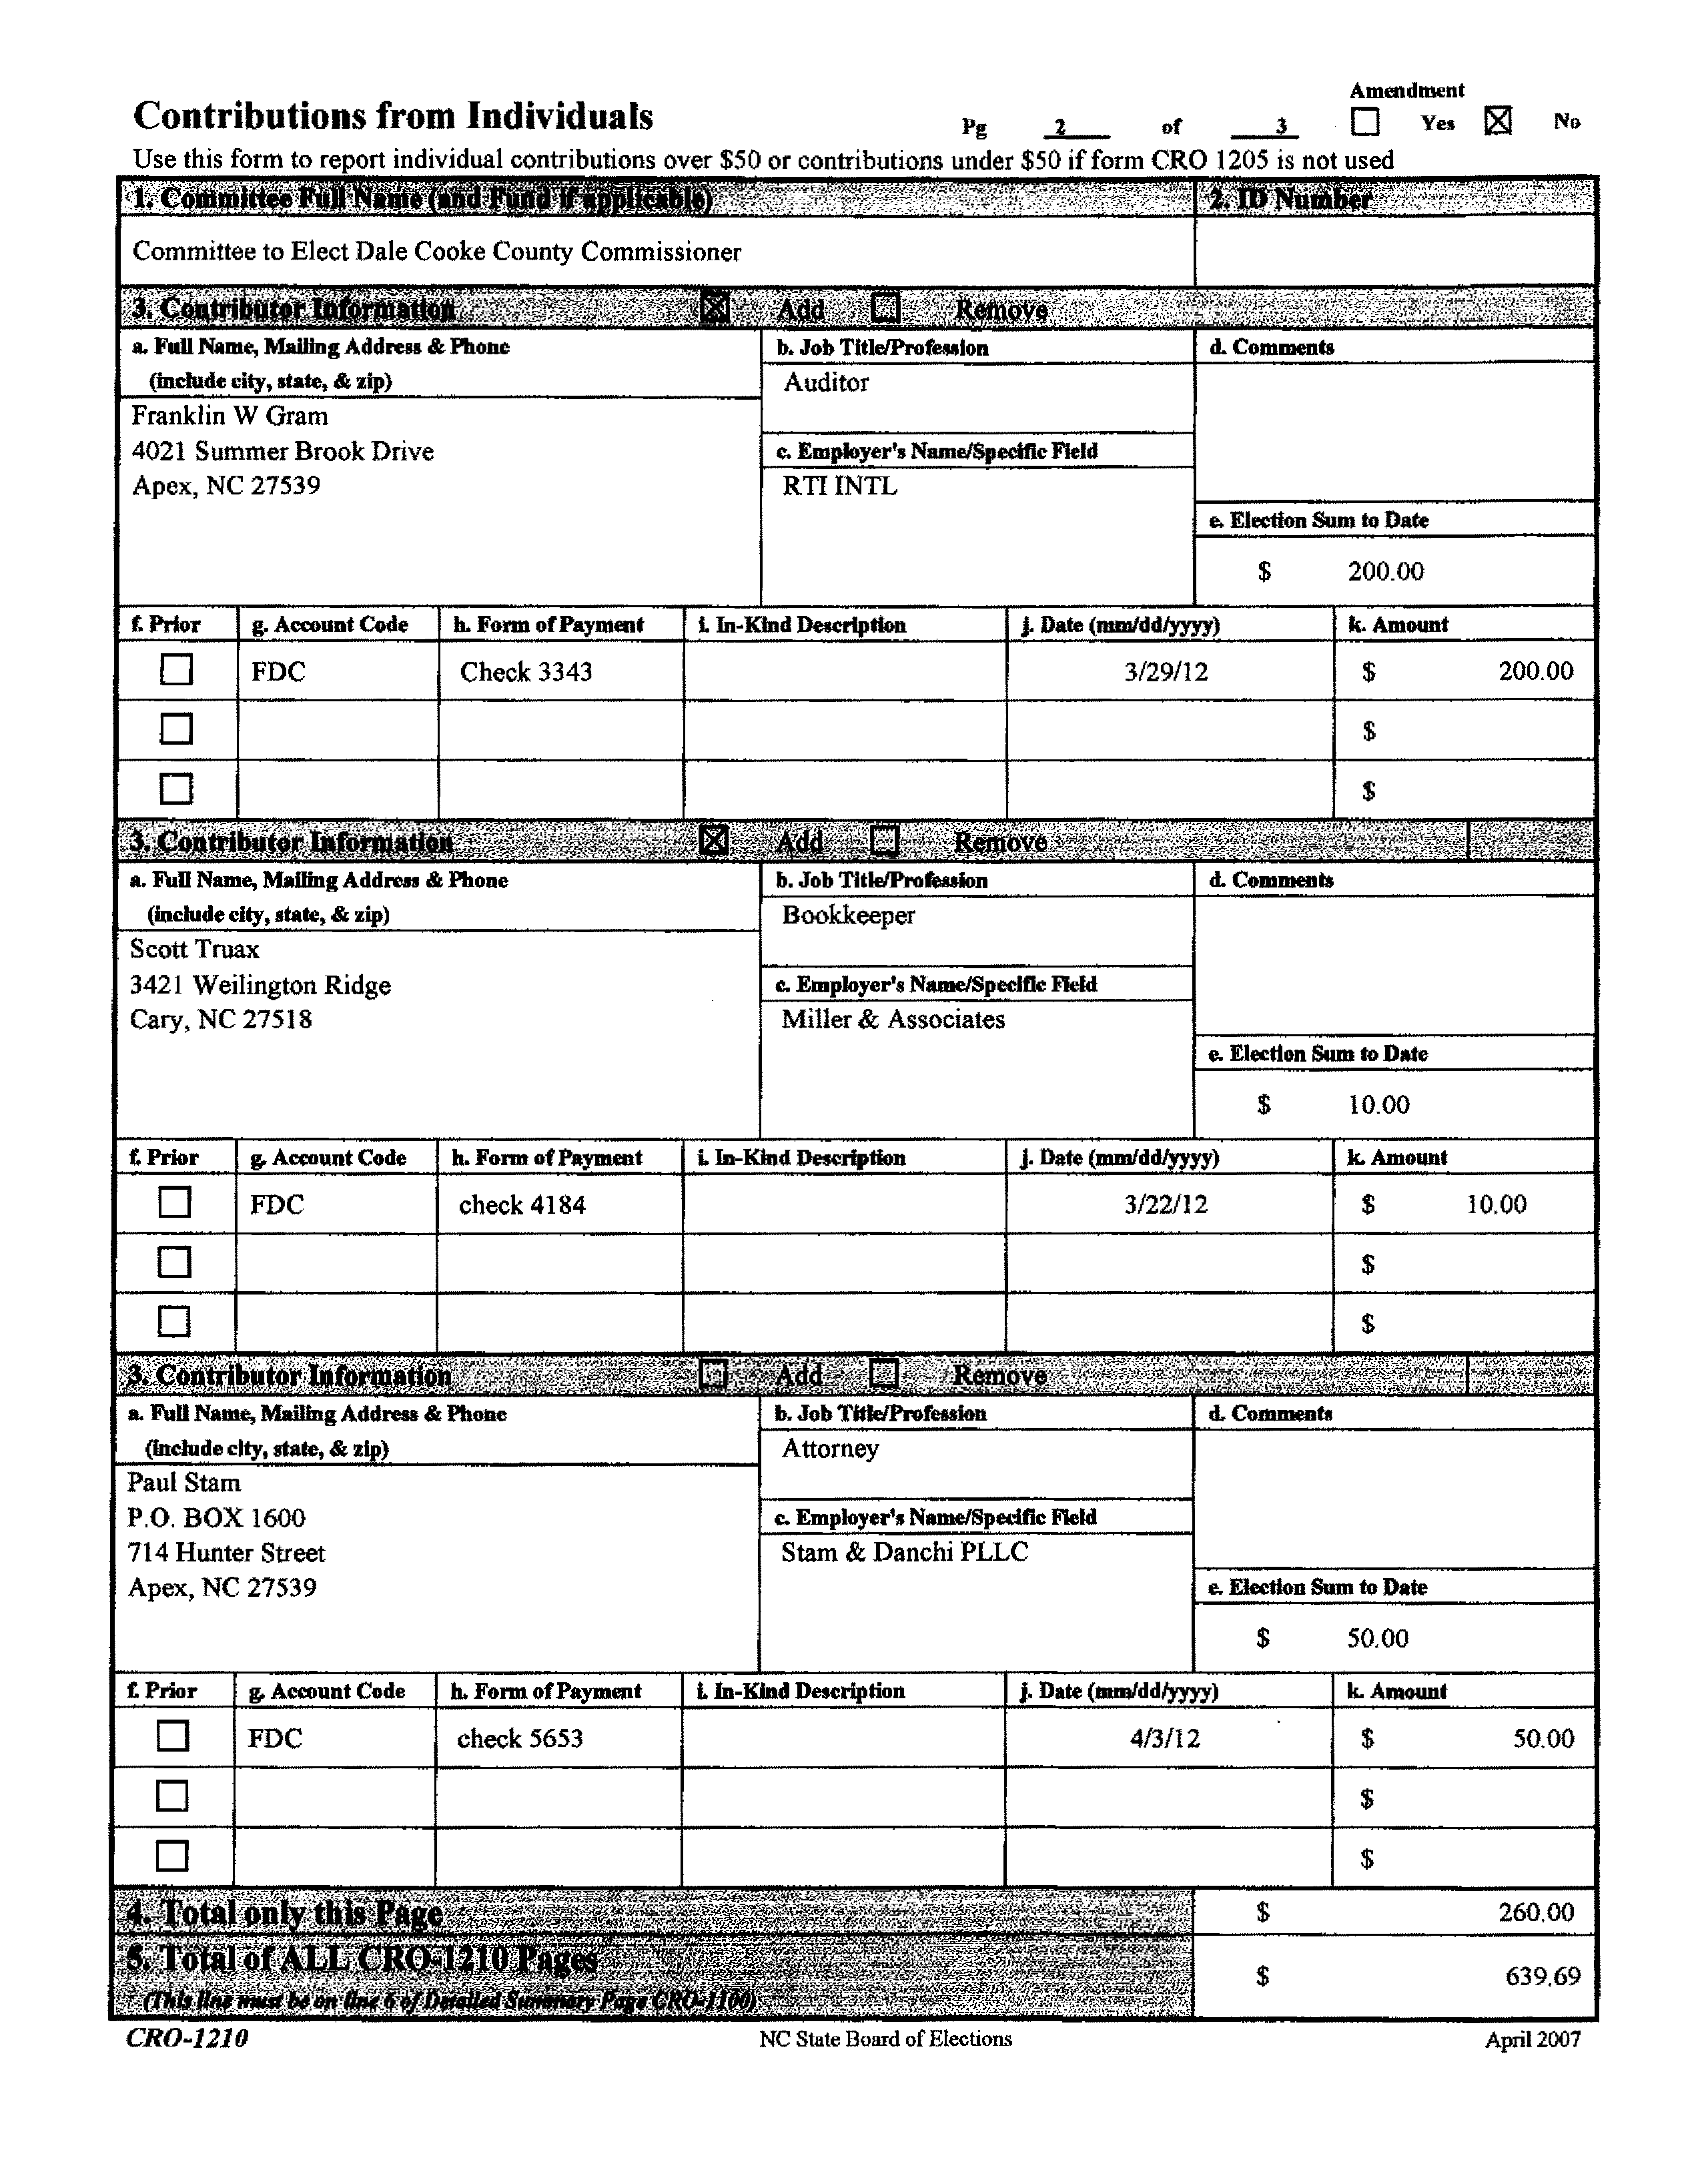 Amendment
Contributions from Individuals Pg 2 of 3 Yes No
Use this form to report individual contributions over $50 or contributions under $50 if form CRO 1205 is not used
1. Committee Full Name (and Fund if applicable) 2. ID Number
Committee to Elect Dale Cooke County Commissioner
3. Contributor Information Add Remove
a. Full Name, Mailing Address & Phone b. Job Title/Profession d. Comments
(include city, state, & zip) Auditor
Franklin W Gram
4021 Summer Brook Drive c. Employer's Name/Specific Field
Apex, NC 27539 RTI INTL
e. Election Sum to Date
$ 200.00
f. Prior g. Account Code h. Form of Payment i. In-Kind Description j. Date (mm/dd/yyyy) k. Amount
FDC Check 3343 3/29/12 $ 200.00
$
$
3. Contributor Information Add Remove
a. Full Name, Mailing Address & Phone b. Job Title/Profession d. Comments
(include city, state, & zip) Bookkeeper
Scott Truax
3421 Weilington Ridge c. Employer's Name/Specific Field
Cary, NC 27518 Miller & Associates
e. Election Sum to Date
$ 10.00
f. Prior g. Account Code h. Form of Payment i. In-Kind Description j. Date (mm/dd/yyyy) k. Amount
FDC check 4184 3/22/12 $ 10.00
$
$
3. Contributor Information Add Remove
a. Full Name, Mailing Address & Phone b. Job Title/Profession d. Comments
(include city, state, & zip) Attorney
Paul Stam
P.O. BOX 1600 c. Employer's Name/Specific Field
714 Hunter Street Stam & Danchi PLLC
Apex, NC 27539 e. Election Sum to Date
$ 50.00
f. Prior g. Account Code h. Form of Payment i. In-Kind Description j. Date (mm/dd/yyyy) k. Amount
FDC check 5653 4/3/12 $ 50.00
$
$
4. Total only this Page $ 260.00
5. Total of ALL CRO-1210 Pages $ 639.69
(This line must be on line 6 of Detailed Summary Page CRO-1100)
CRO-1210 NC State Board of Elections April 2007